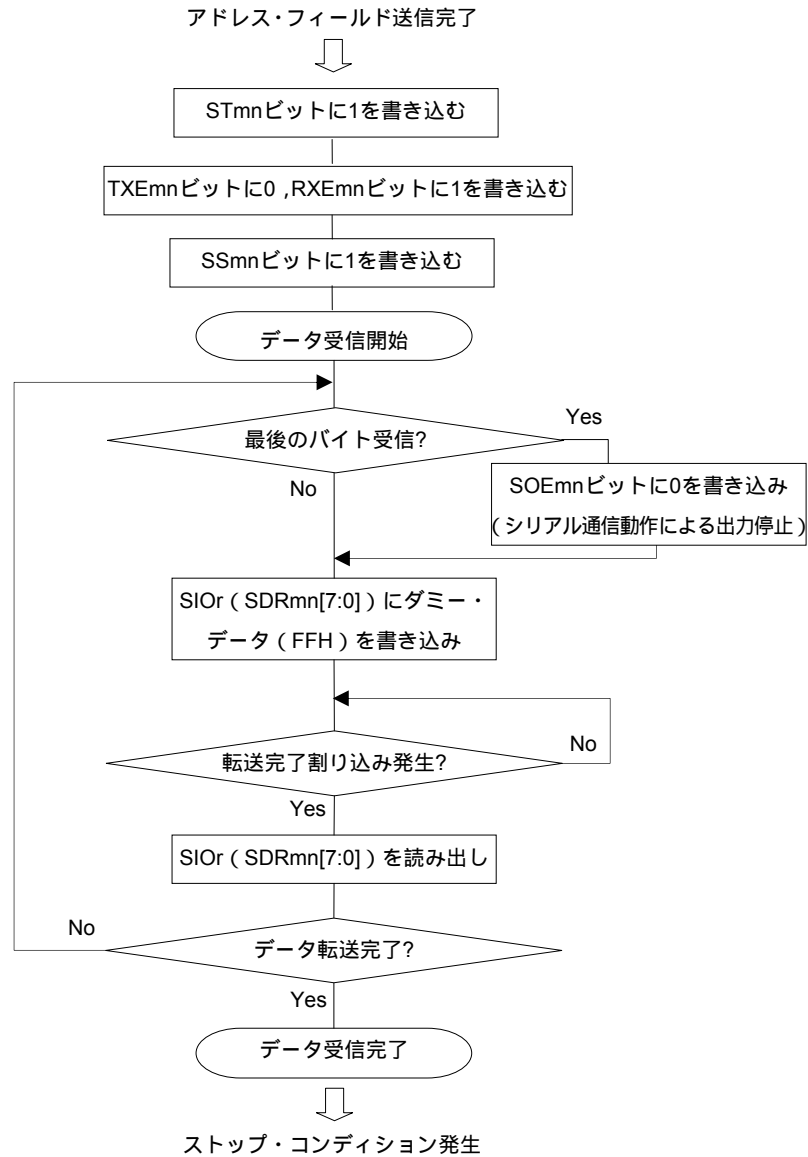 アドレス・フィールド送信完了
STmnビットに1を書き込む
TXEmnビットに0 ,RXEmnビットに1を書き込む
SSmnビットに1を書き込む
データ受信開始
最後のバイト受信?
Yes
No
SOEmnビットに0を書き込み
(シリアル通信動作による出力停止)
SIOr(SDRmn[7:0])にダミー・
データ(FFH)を書き込み
転送完了割り込み発生?
No
Yes
SIOr(SDRmn[7:0])を読み出し
No
データ転送完了?
Yes
データ受信完了
ストップ・コンディション発生